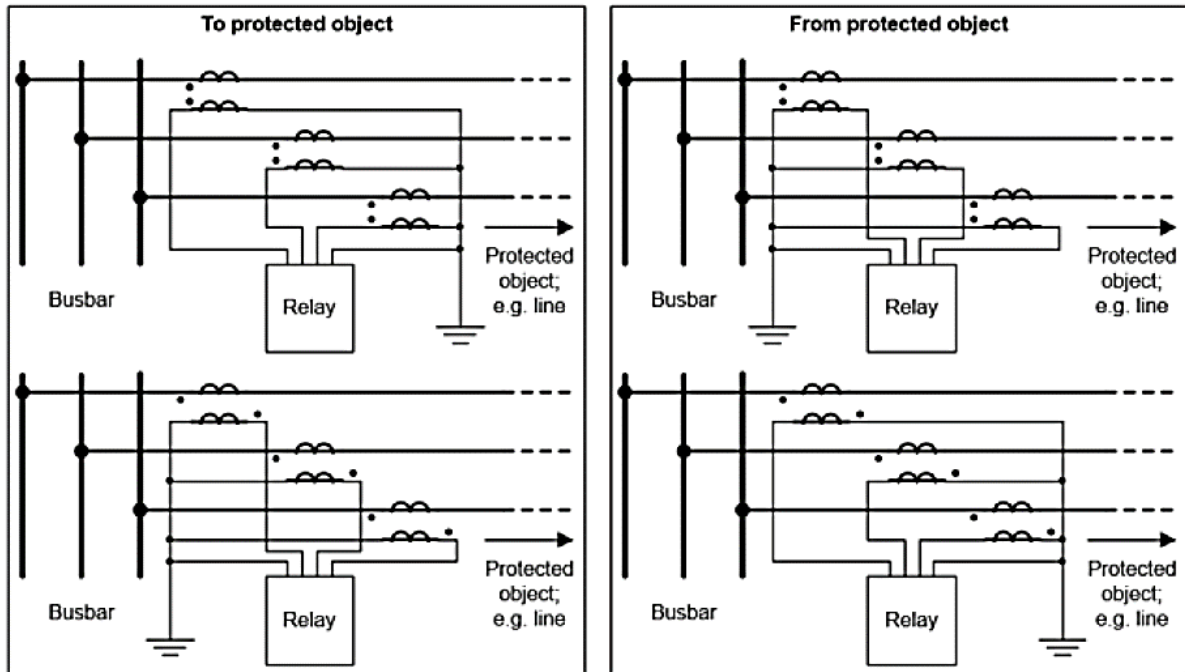 To protected object
From protected object
Busbar
Relay
Protected
object;
e.g. line
Busbar
Relay
Protected
object;
e.g. line
Busbar
Relay
Protected
object;
e.g. line
Busbar
Relay
Protected
object;
e.g. line